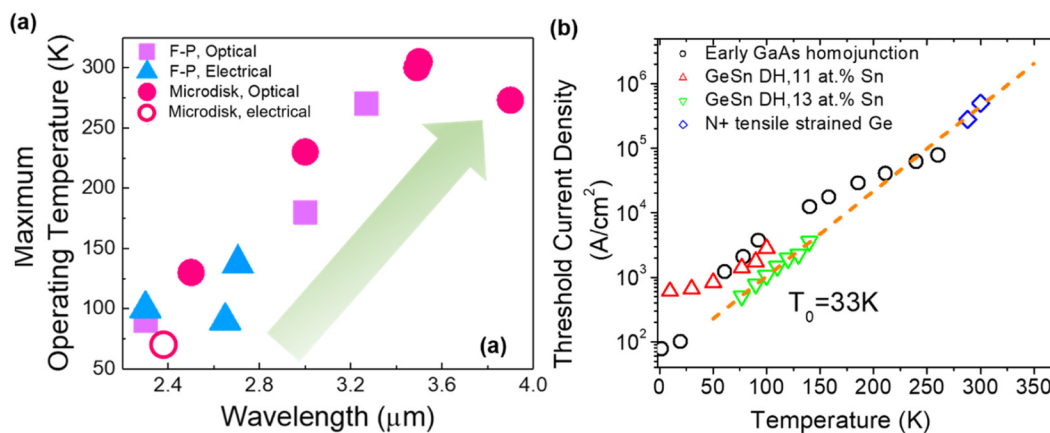 (a)
Maximum
Operating Temperature (K)
300
250
200
150
100
50
F-P, Optical
F-P, Electrical
Microdisk, Optical
Microdisk, electrical
(a)
2.4
2.8
3.2
3.6
4.0
Wavelength (μm)
(b)
Threshold Current Density
(A/cm²)
10⁶
10⁵
10⁴
10³
10²
Early GaAs homojunction
GeSn DH,11 at.% Sn
GeSn DH,13 at.% Sn
N+ tensile strained Ge
T₀=33K
0
50
100
150
200
250
300
350
Temperature (K)